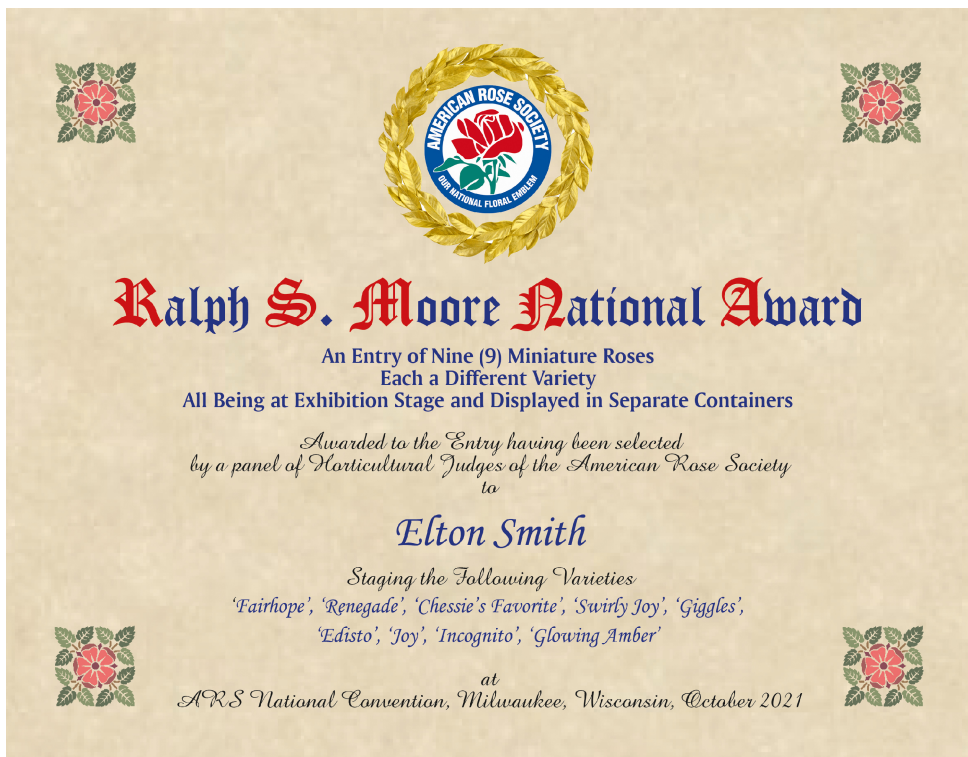 AMERICAN ROSE SOCIETY
OUR NATIONAL FLORAL EMBLEM
Ralph S. Moore National Award
An Entry of Nine (9) Miniature Roses
Each a Different Variety
All Being at Exhibition Stage and Displayed in Separate Containers
Awarded to the Entry having been selected
by a panel of Horticultural Judges of the American Rose Society
to
Elton Smith
Staging the Following Varieties
‘Fairhope’, ‘Renegade’, ‘Chessie’s Favorite’, ‘Swirly Joy’, ‘Giggles’,
‘Edisto’, ‘Joy’, ‘Incognito’, ‘Glowing Amber’
at
ARS National Convention, Milwaukee, Wisconsin, October 2021